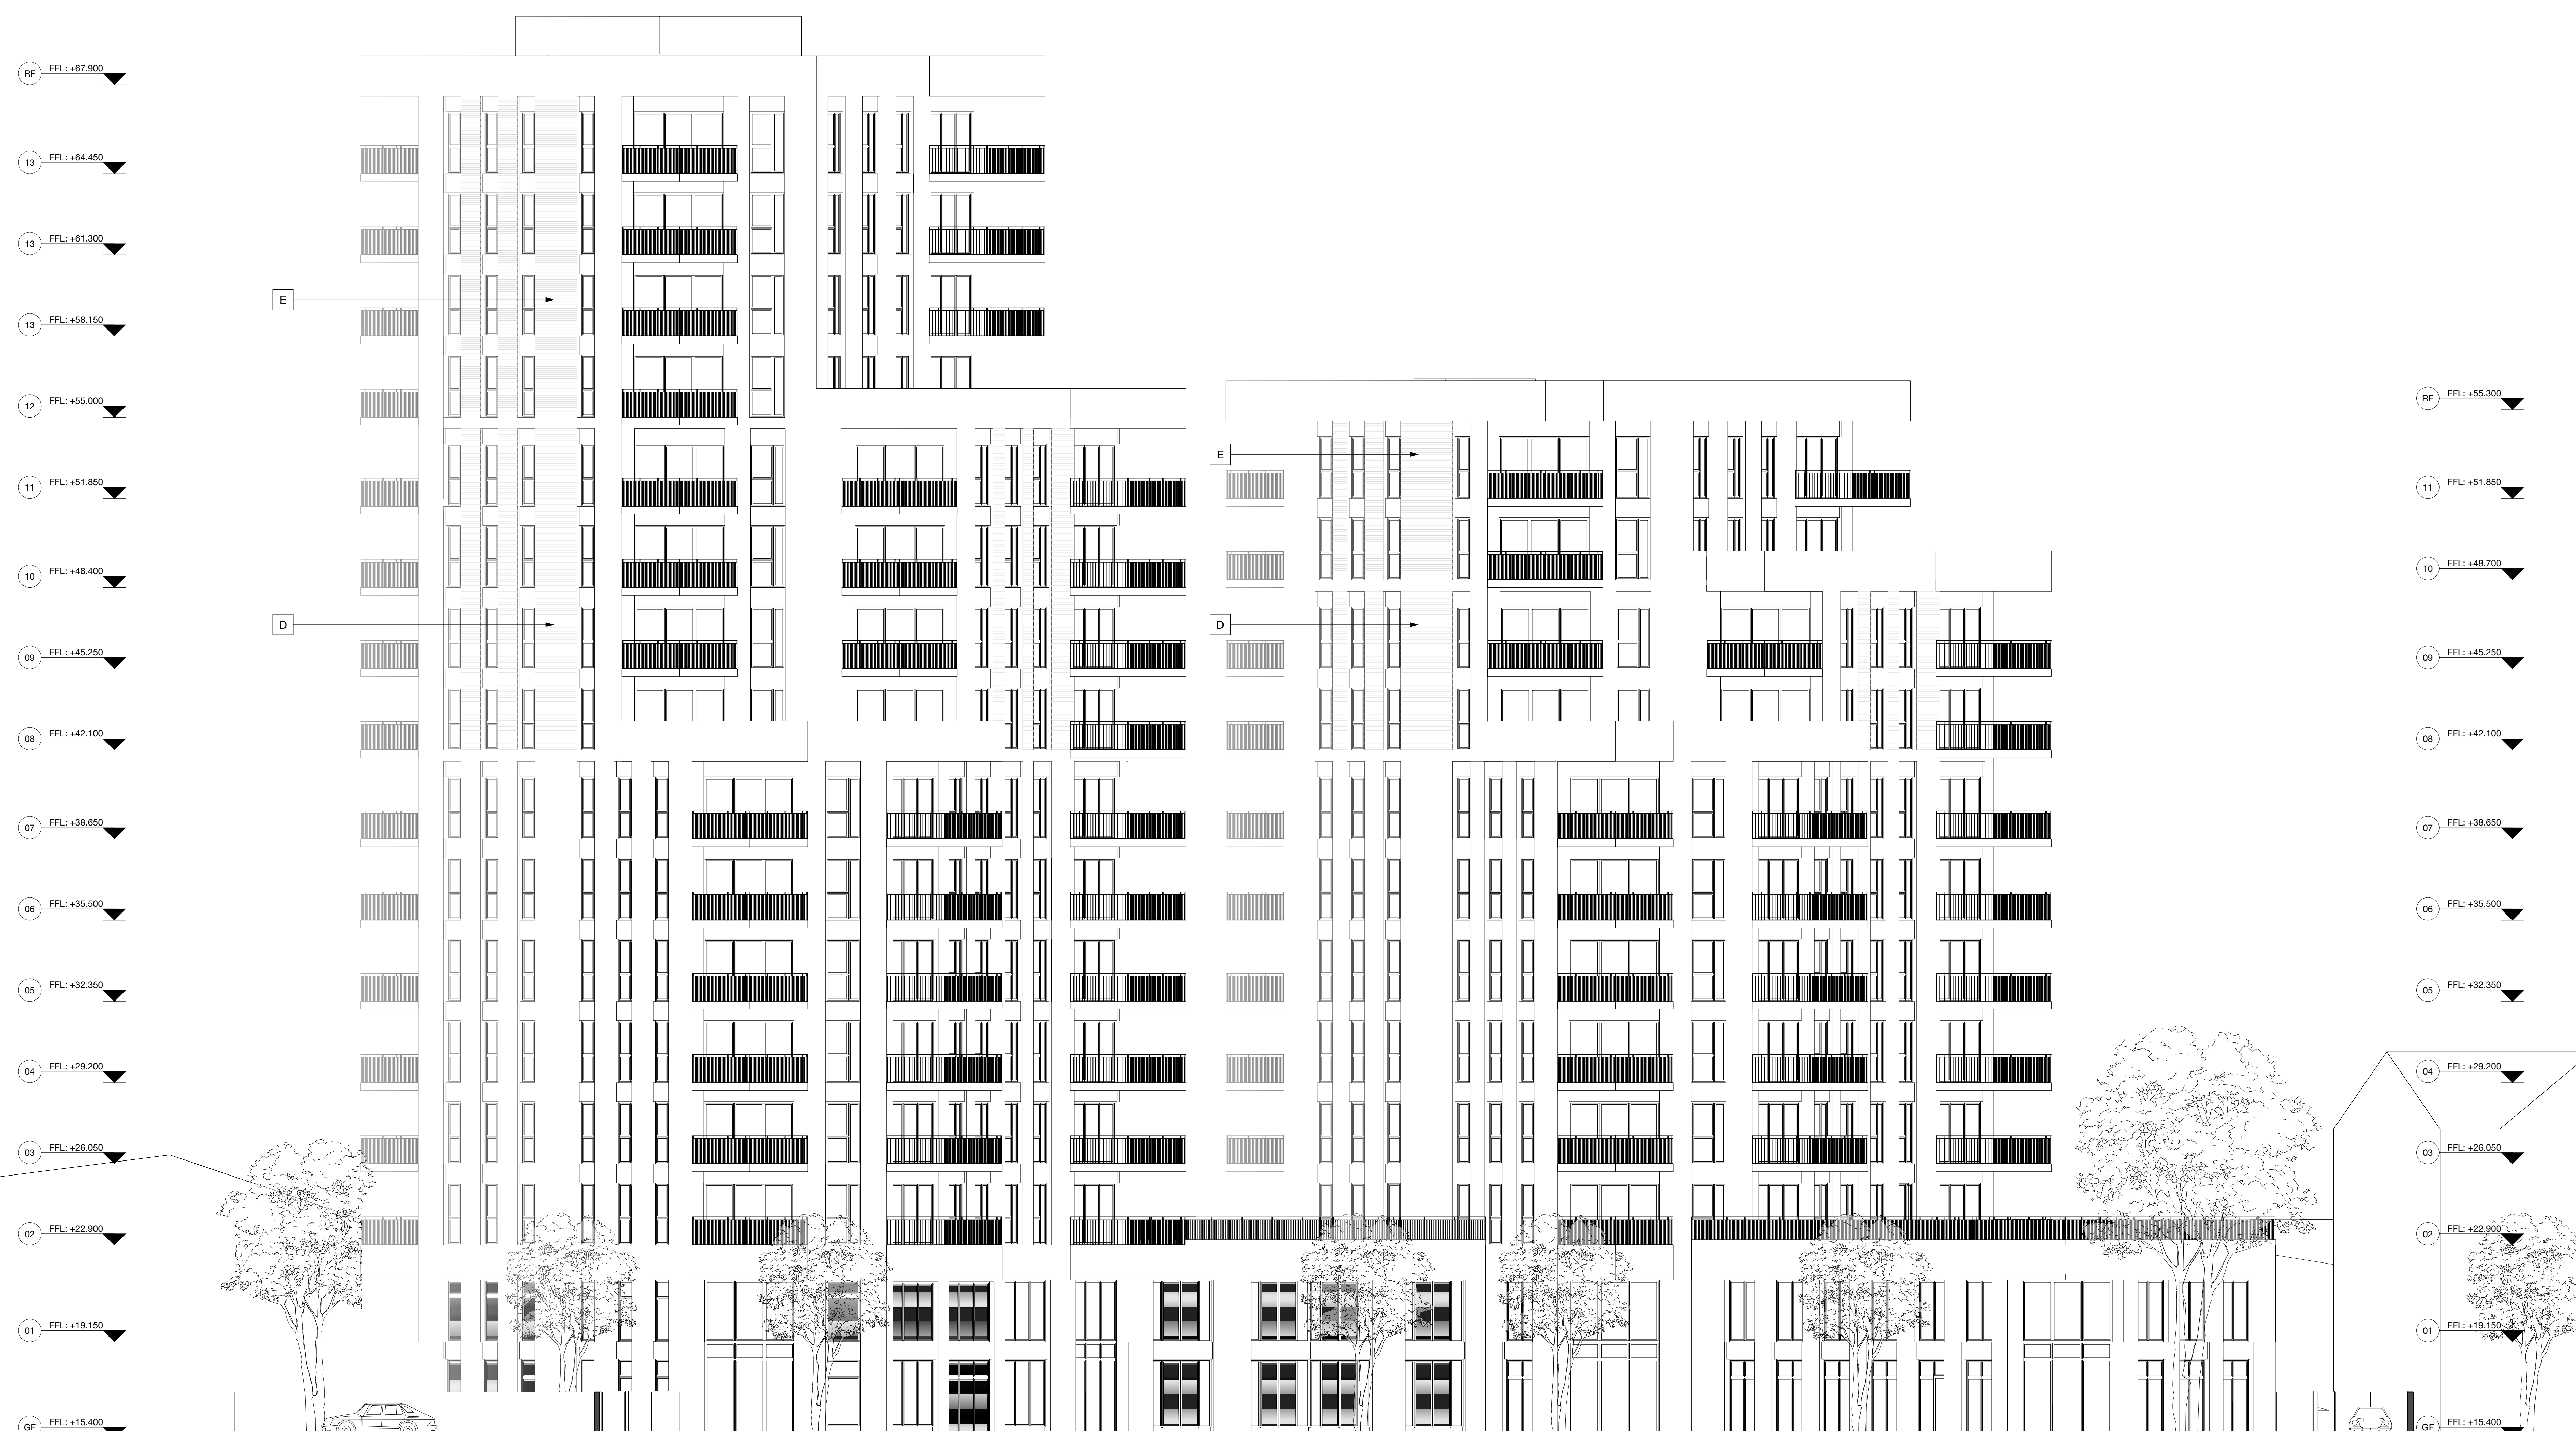 RF FFL: +67.900
13 FFL: +64.450
13 FFL: +61.300
E
13 FFL: +58.150
12 FFL: +55.000
RF FFL: +55.300
E
11 FFL: +51.850
11 FFL: +51.850
10 FFL: +48.400
10 FFL: +48.700
D
D
09 FFL: +45.250
09 FFL: +45.250
08 FFL: +42.100
08 FFL: +42.100
07 FFL: +38.650
07 FFL: +38.650
06 FFL: +35.500
06 FFL: +35.500
05 FFL: +32.350
05 FFL: +32.350
04 FFL: +29.200
04 FFL: +29.200
03 FFL: +26.050
03 FFL: +26.050
02 FFL: +22.900
02 FFL: +22.900
01 FFL: +19.150
01 FFL: +19.150
GF FFL: +15.400
GF FFL: +15.400